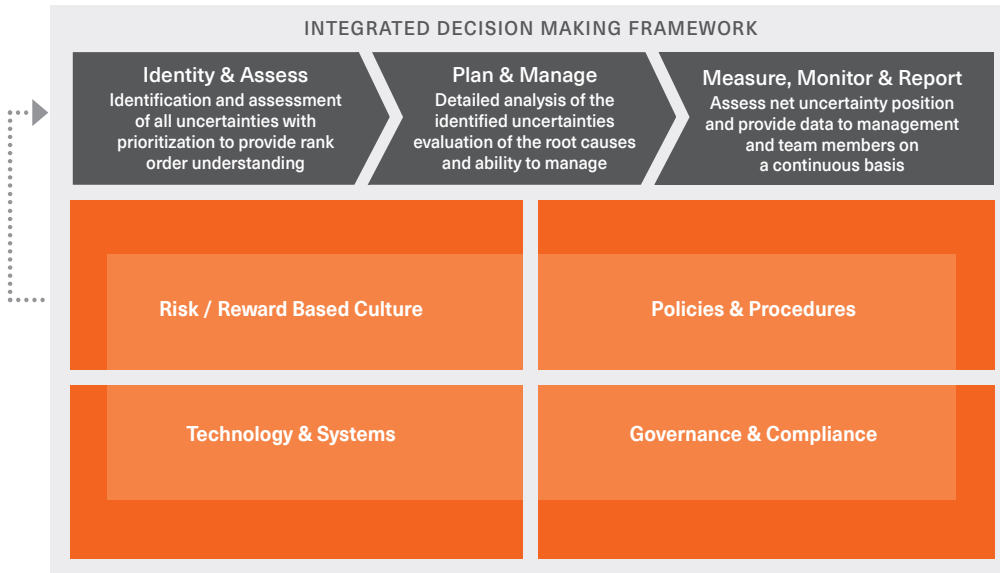 INTEGRATED DECISION MAKING FRAMEWORK
Identity & Assess
Identification and assessment
of all uncertainties with
prioritization to provide rank
order understanding
Plan & Manage
Detailed analysis of the
identified uncertainties
evaluation of the root causes
and ability to manage
Measure, Monitor & Report
Assess net uncertainty position
and provide data to management
and team members on
a continuous basis
Risk / Reward Based Culture
Policies & Procedures
Technology & Systems
Governance & Compliance